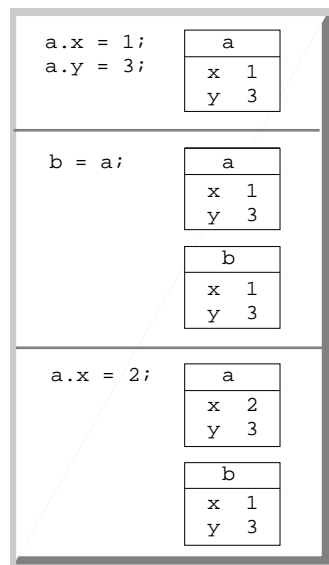 a.x = 1;
a.y = 3;
a
x 1
y 3
b = a;
a
x 1
y 3
b
x 1
y 3
a.x = 2;
a
x 2
y 3
b
x 1
y 3